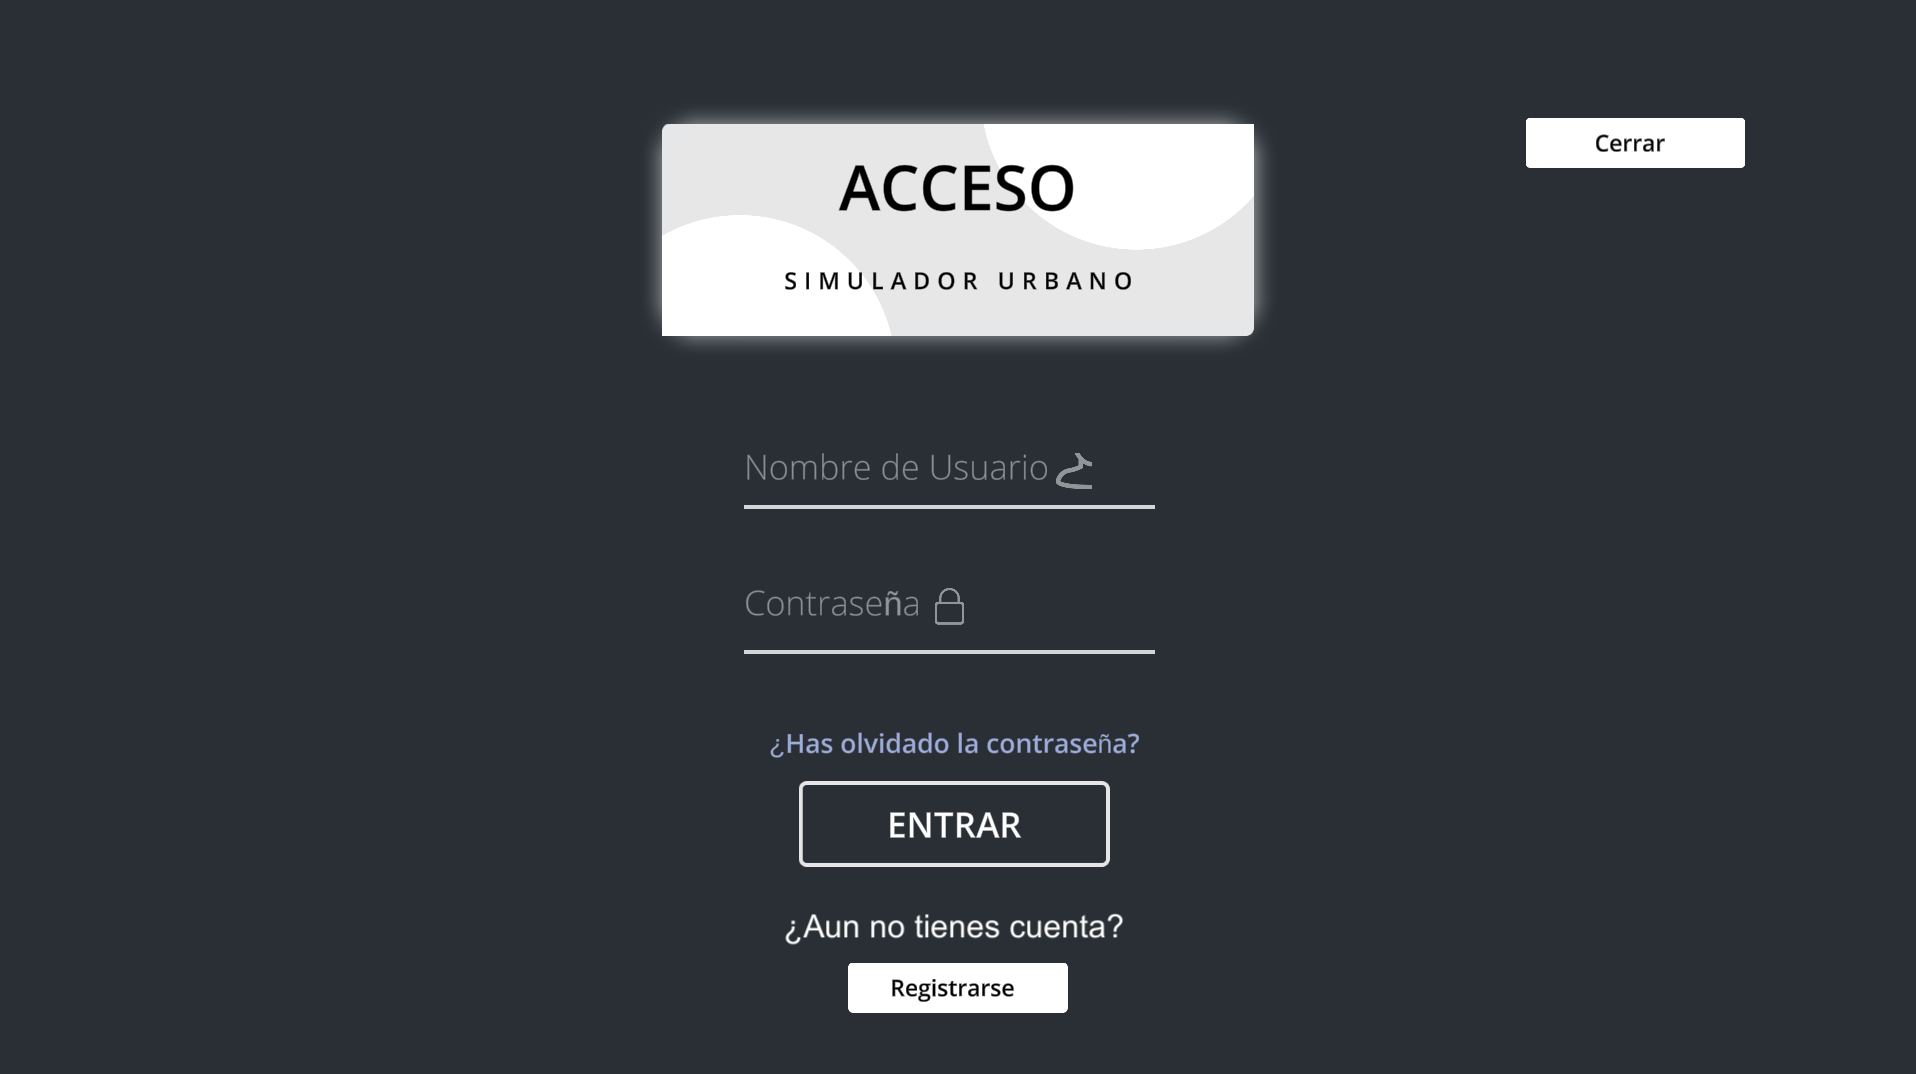 ACCESO
SIMULADOR URBANO
Cerrar
Nombre de Usuario
Contraseña
¿Has olvidado la contraseña?
ENTRAR
¿Aun no tienes cuenta?
Registrarse